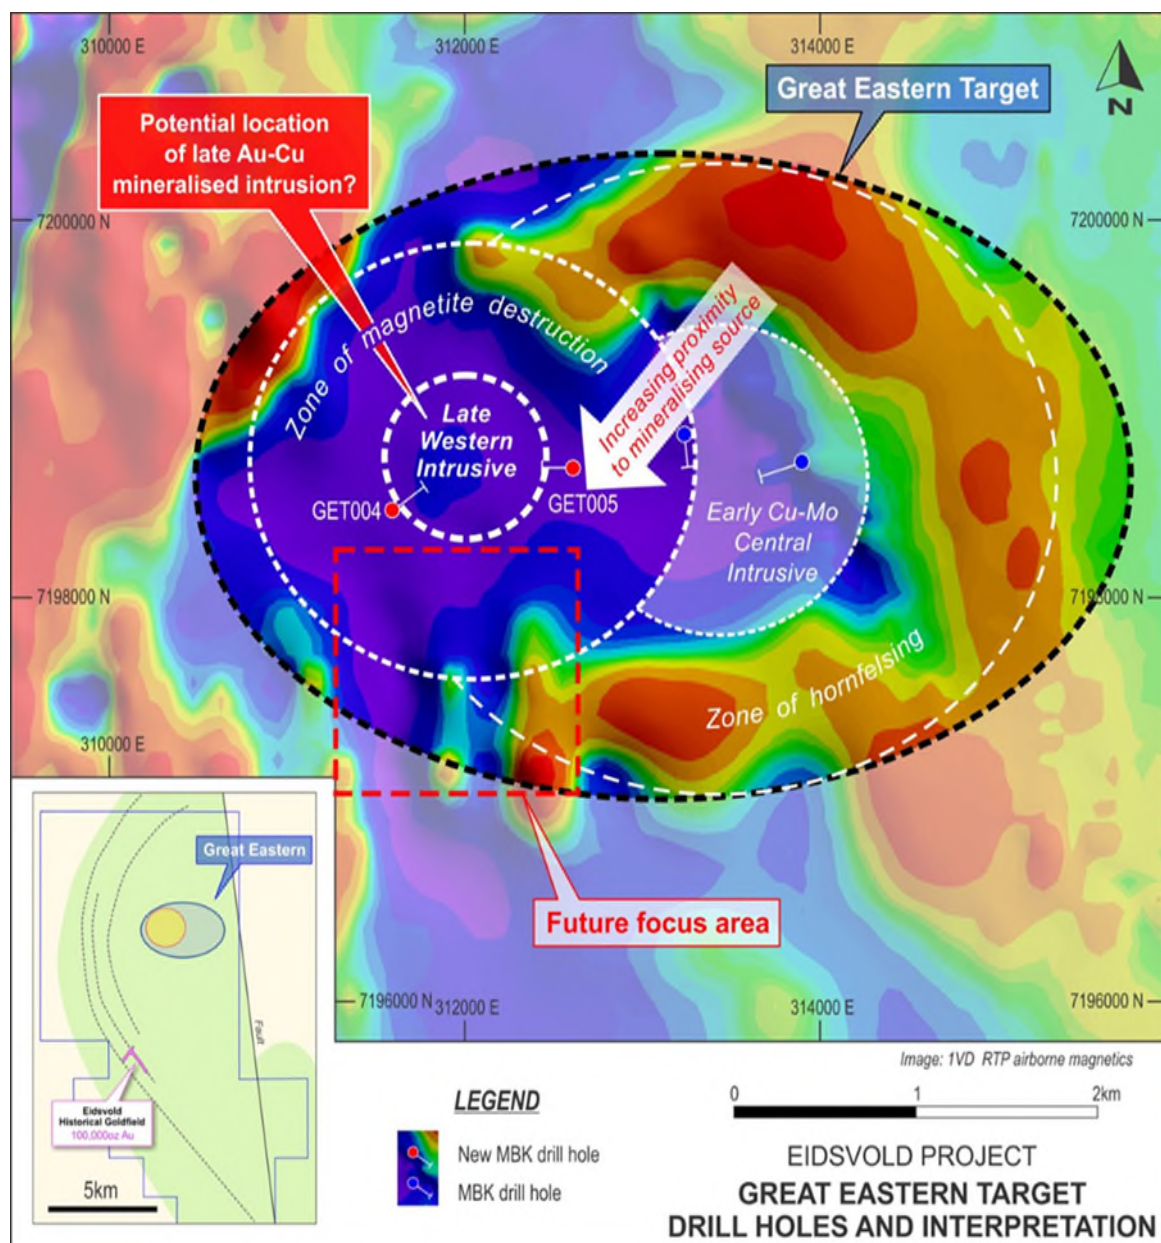 310000 E
312000 E
314000 E
Great Eastern Target
N
Potential location
of late Au-Cu
mineralised intrusion?
7200000 N
7200000 N
Zone of magnetite destruction
Increasing proximity
to mineralising source
Late
Western
Intrusive
GET004
GET005
Early Cu-Mo
Central
Intrusive
7198000 N
7198000 N
Zone of hornfelsing
310000 E
Future focus area
7196000 N
312000 E
314000 E
7196000 N
Great Eastern
Fault
Eidsvold
Historical Goldfield
100,000oz Au
5km
Image: 1VD RTP airborne magnetics
LEGEND
New MBK drill hole
MBK drill hole
0
1
2km
EIDSVOLD PROJECT
GREAT EASTERN TARGET
DRILL HOLES AND INTERPRETATION